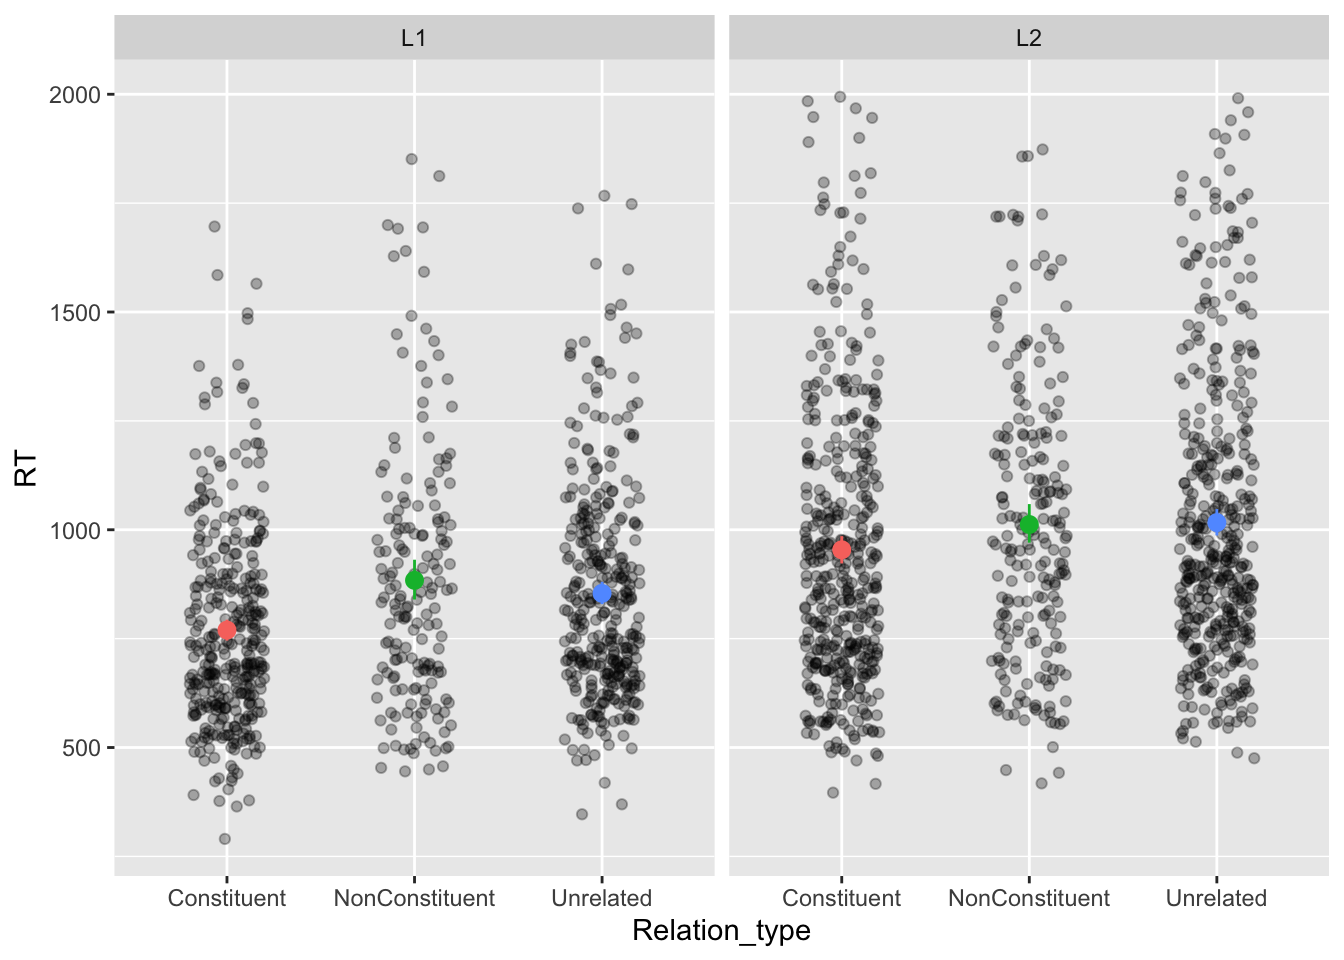 L1 L2
RT
2000
1500
1000
500
Constituent NonConstituent Unrelated Constituent NonConstituent Unrelated
Relation_type